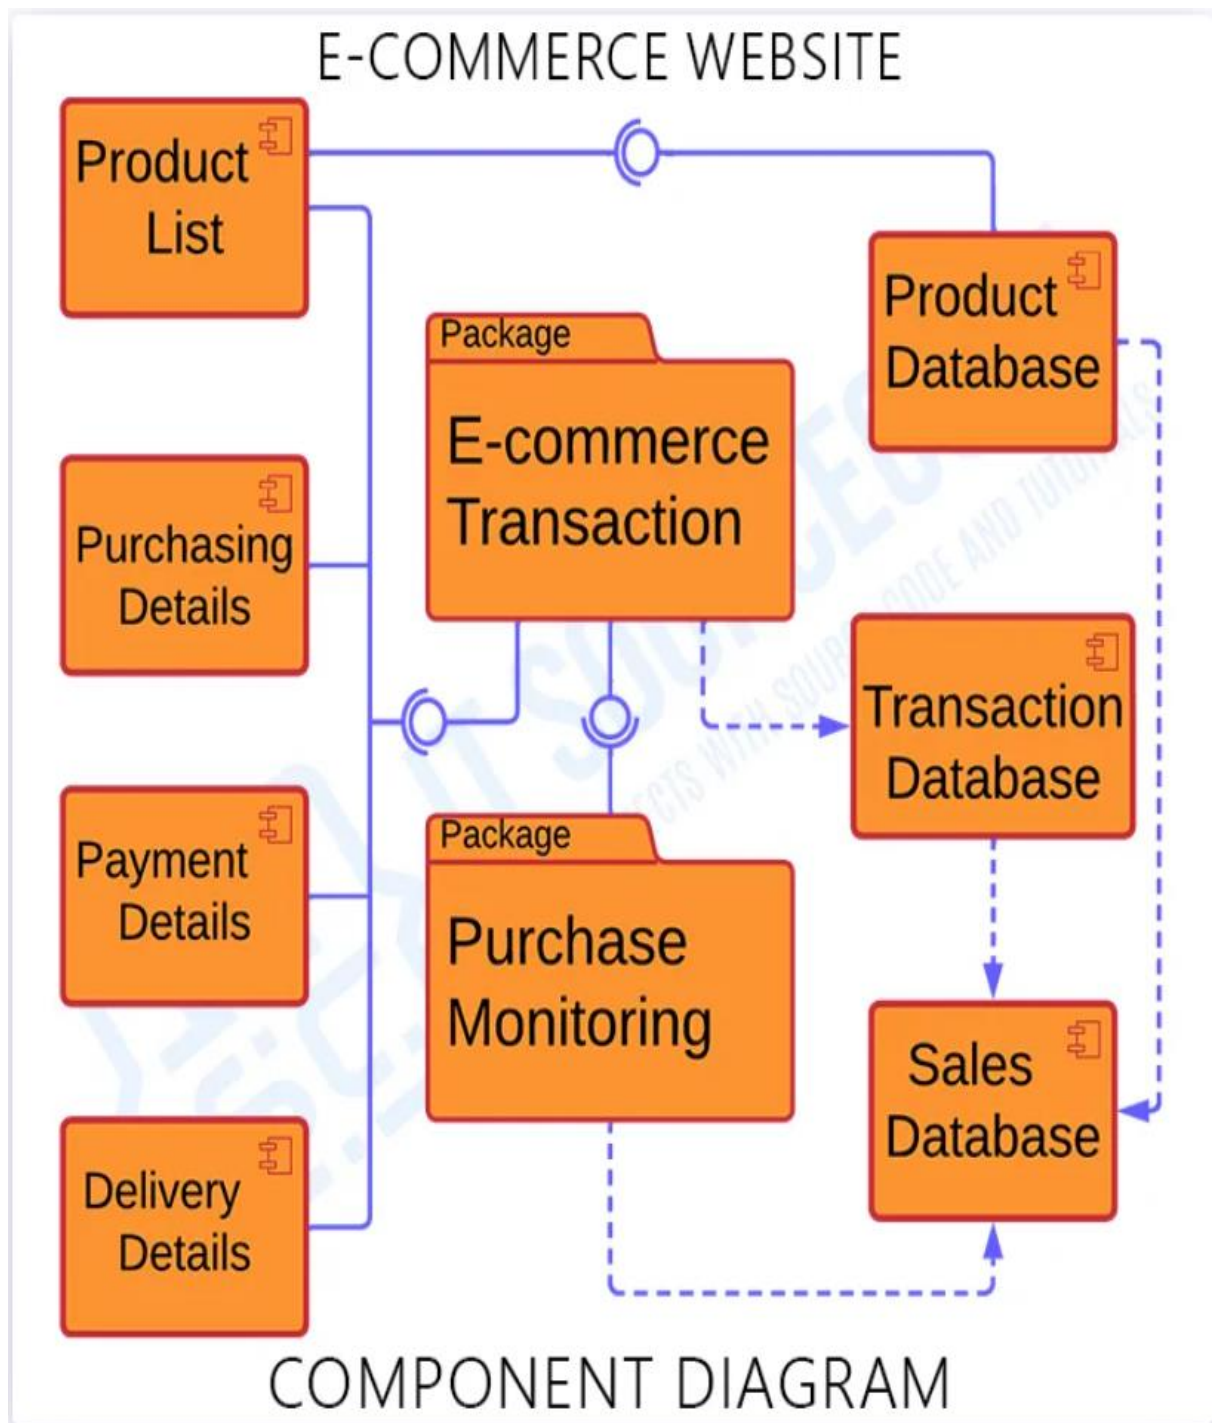 E-COMMERCE WEBSITE
Product
List
Product
Database
Package
E-commerce
Transaction
Purchasing
Details
Transaction
Database
Payment
Details
Package
Purchase
Monitoring
Sales
Database
Delivery
Details
COMPONENT DIAGRAM